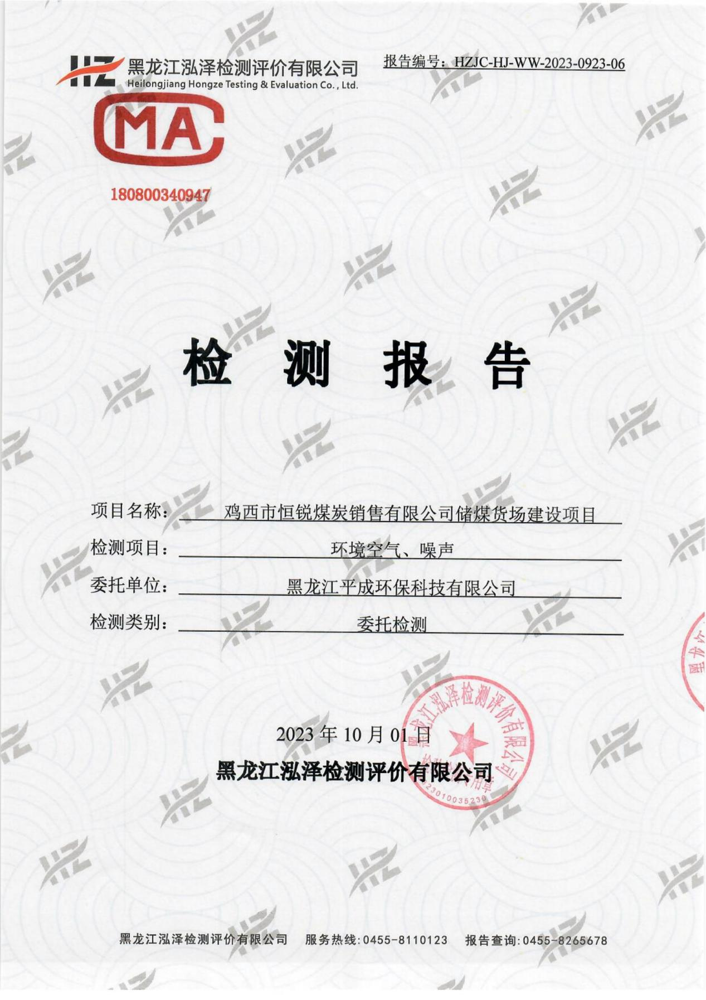 HZ 黑龙江泓泽检测评价有限公司
Heilongjiang Hongze Testing & Evaluation Co., Ltd.
报告编号：HZJC-HJ-WW-2023-0923-06
MA
180800340947
检测报告
项目名称：鸡西市恒锐煤炭销售有限公司储煤货场建设项目
检测项目：环境空气、噪声
委托单位：黑龙江平成环保科技有限公司
检测类别：委托检测
2023 年 10 月 01 日
黑龙江泓泽检测评价有限公司
黑龙江泓泽检测评价有限公司
专用章
黑龙江泓泽检测评价有限公司 服务热线:0455-8110123 报告查询:0455-8265678